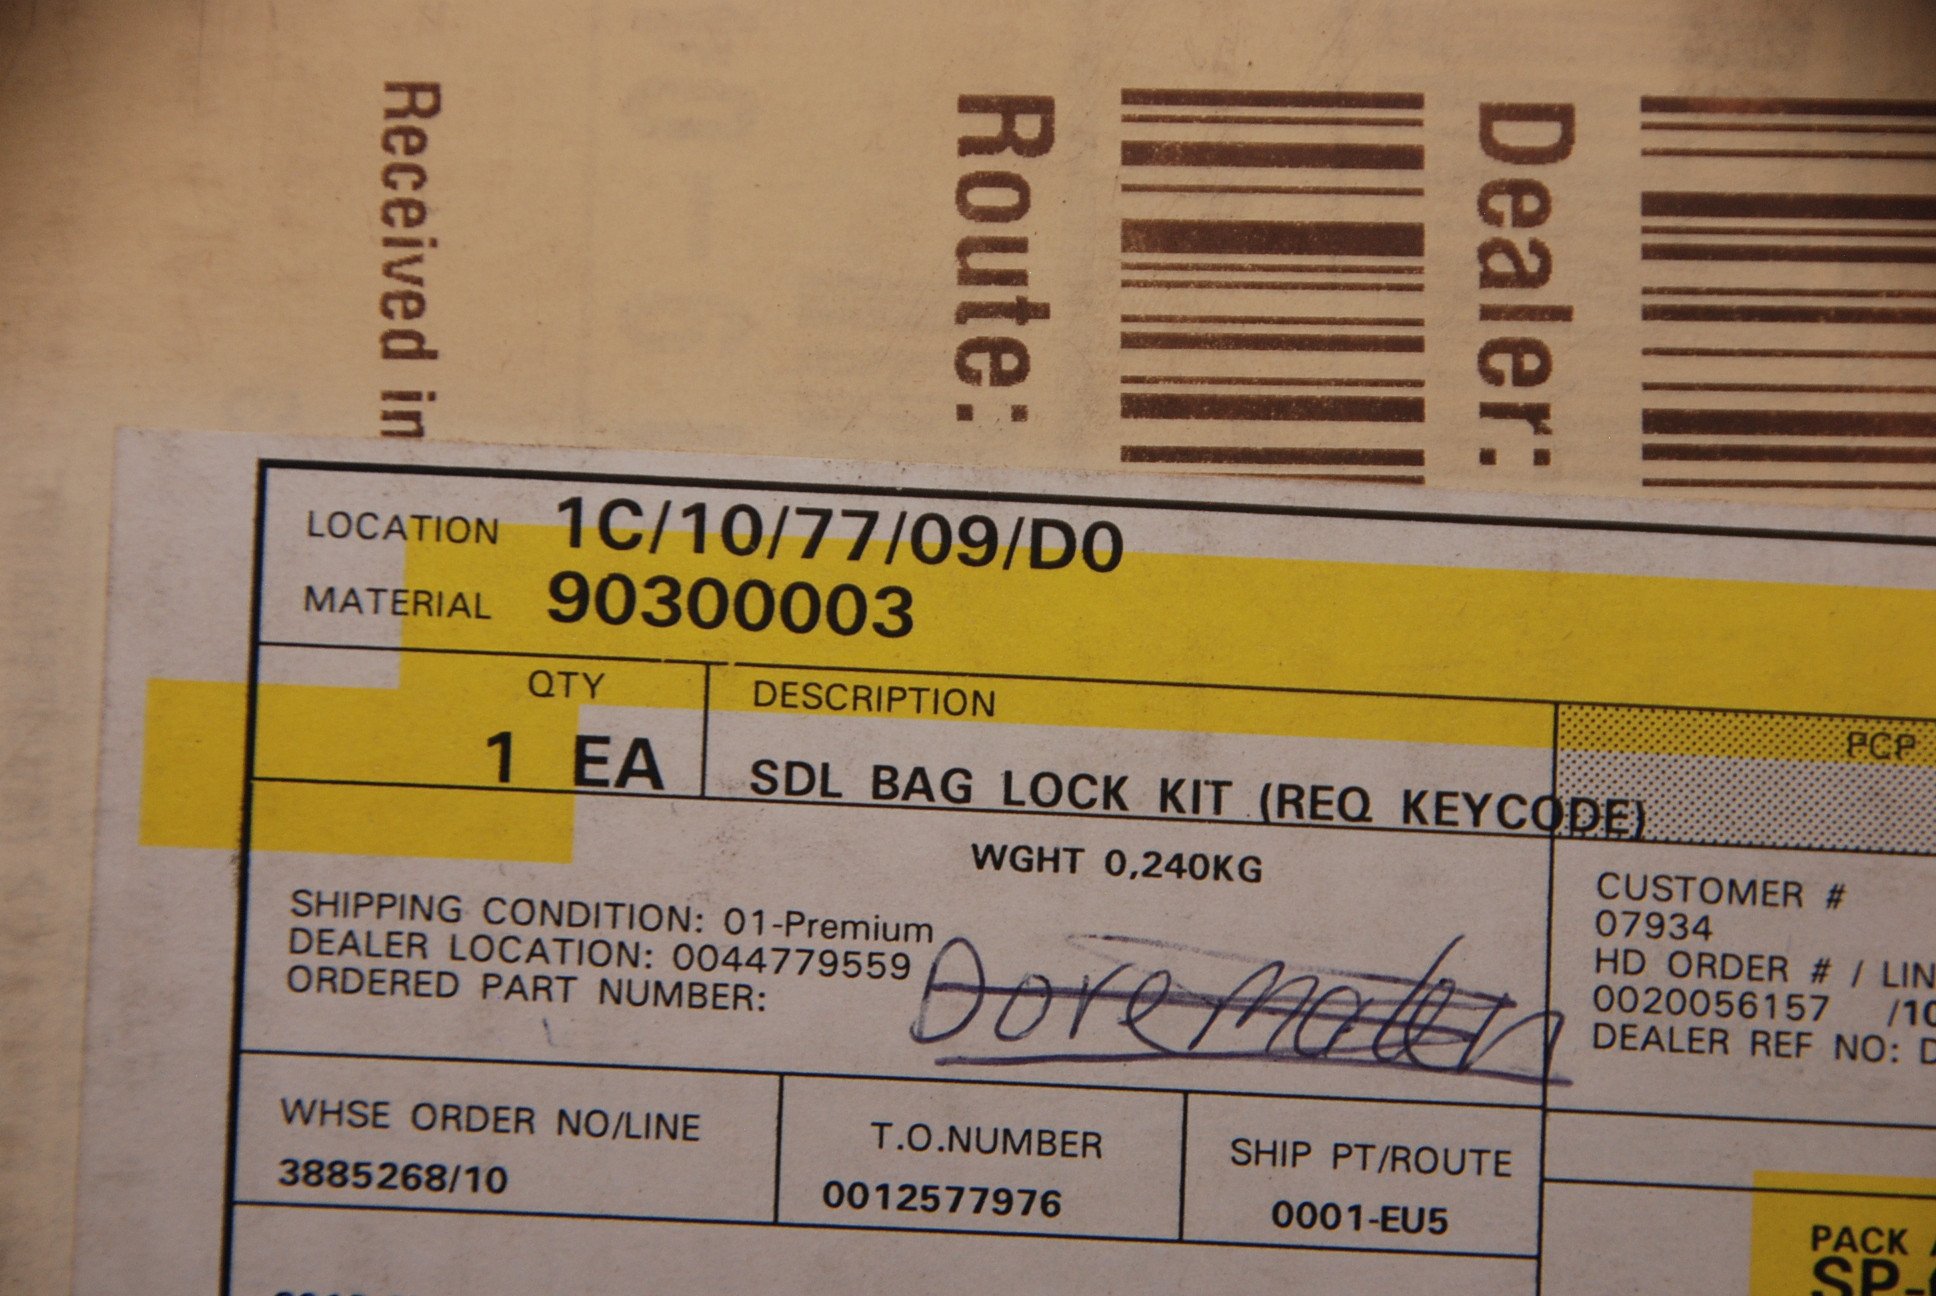 Received in
Route:
Dealer:
LOCATION 1C/10/77/09/D0
MATERIAL 90300003
QTY
1 EA
DESCRIPTION
SDL BAG LOCK KIT (REQ KEYCODE)
PCP
WGHT 0,240KG
SHIPPING CONDITION: 01-Premium
DEALER LOCATION: 0044779559
ORDERED PART NUMBER:
CUSTOMER #
07934
HD ORDER # / LIN
0020056157 /10
DEALER REF NO: D
WHSE ORDER NO/LINE
3885268/10
T.O.NUMBER
0012577976
SHIP PT/ROUTE
0001-EU5
PACK
SP-